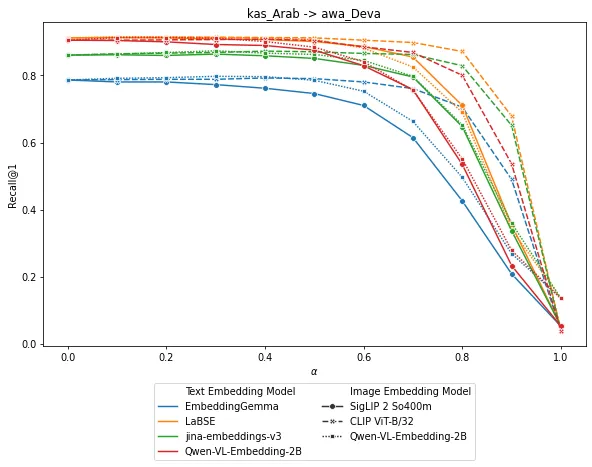 kas_Arab -> awa_Deva
Recall@1
0.8
0.6
0.4
0.2
0.0
0.0 0.2 0.4 0.6 0.8 1.0
α
Text Embedding Model
EmbeddingGemma
LaBSE
jina-embeddings-v3
Qwen-VL-Embedding-2B
Image Embedding Model
SigLIP 2 So400m
CLIP ViT-B/32
Qwen-VL-Embedding-2B